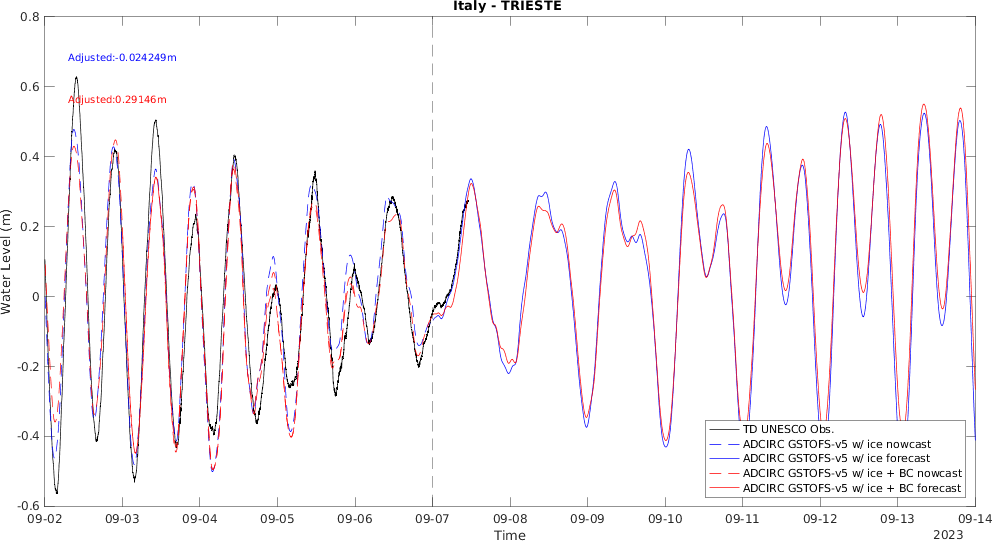 Italy - TRIESTE
Adjusted:-0.024249m
Adjusted:0.29146m
Water Level (m)
0.8
0.6
0.4
0.2
0
-0.2
-0.4
-0.6
TD UNESCO Obs.
ADCIRC GSTOFS-v5 w/ ice nowcast
ADCIRC GSTOFS-v5 w/ ice forecast
ADCIRC GSTOFS-v5 w/ ice + BC nowcast
ADCIRC GSTOFS-v5 w/ ice + BC forecast
09-02 09-03 09-04 09-05 09-06 09-07 09-08 09-09 09-10 09-11 09-12 09-13 09-14
Time
2023